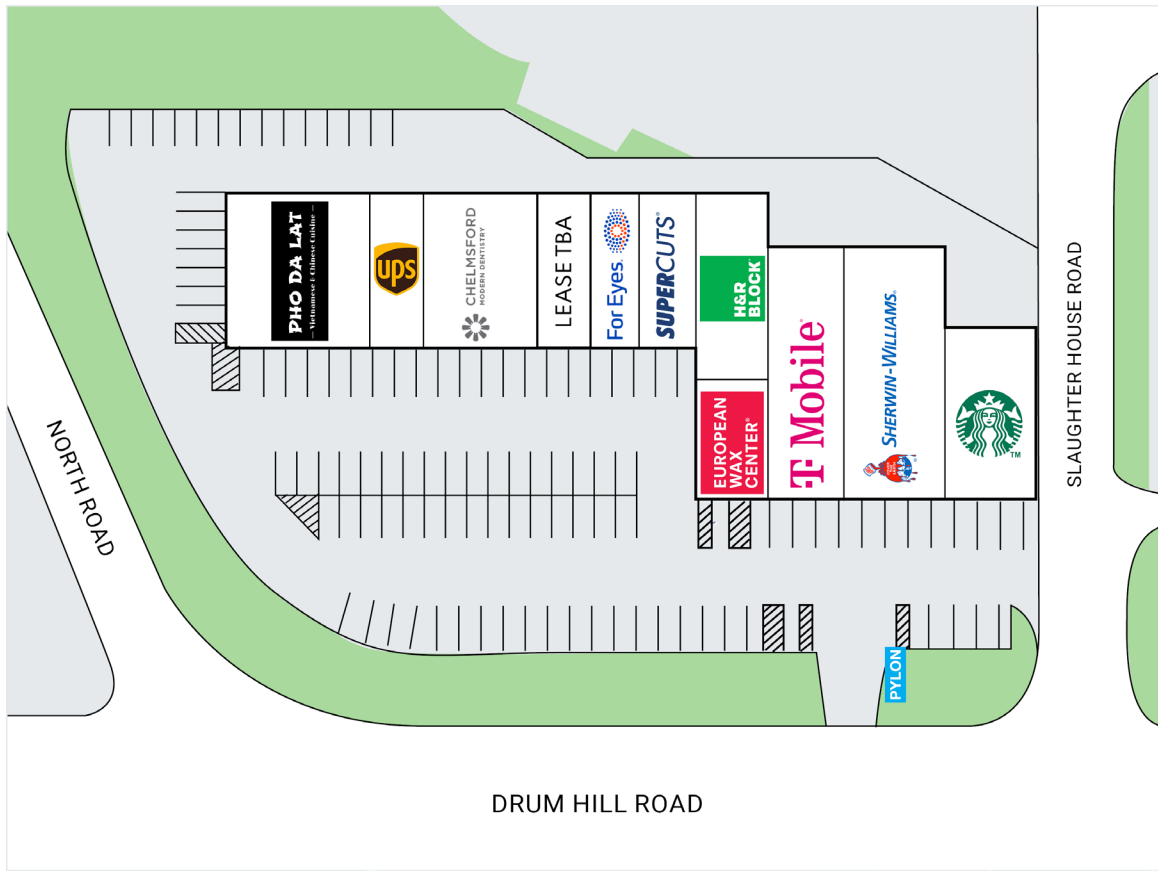 PHO DA LAT
— Vietnamese & Chinese Cuisine —
ups
CHELMSFORD
MODERN DENTISTRY
LEASE TBA
For Eyes.
SUPERCUTS®
H&R
BLOCK®
EUROPEAN
WAX
CENTER®
T Mobile®
SHERWIN-WILLIAMS®
TM
NORTH ROAD
SLAUGHTER HOUSE ROAD
PYLON
DRUM HILL ROAD